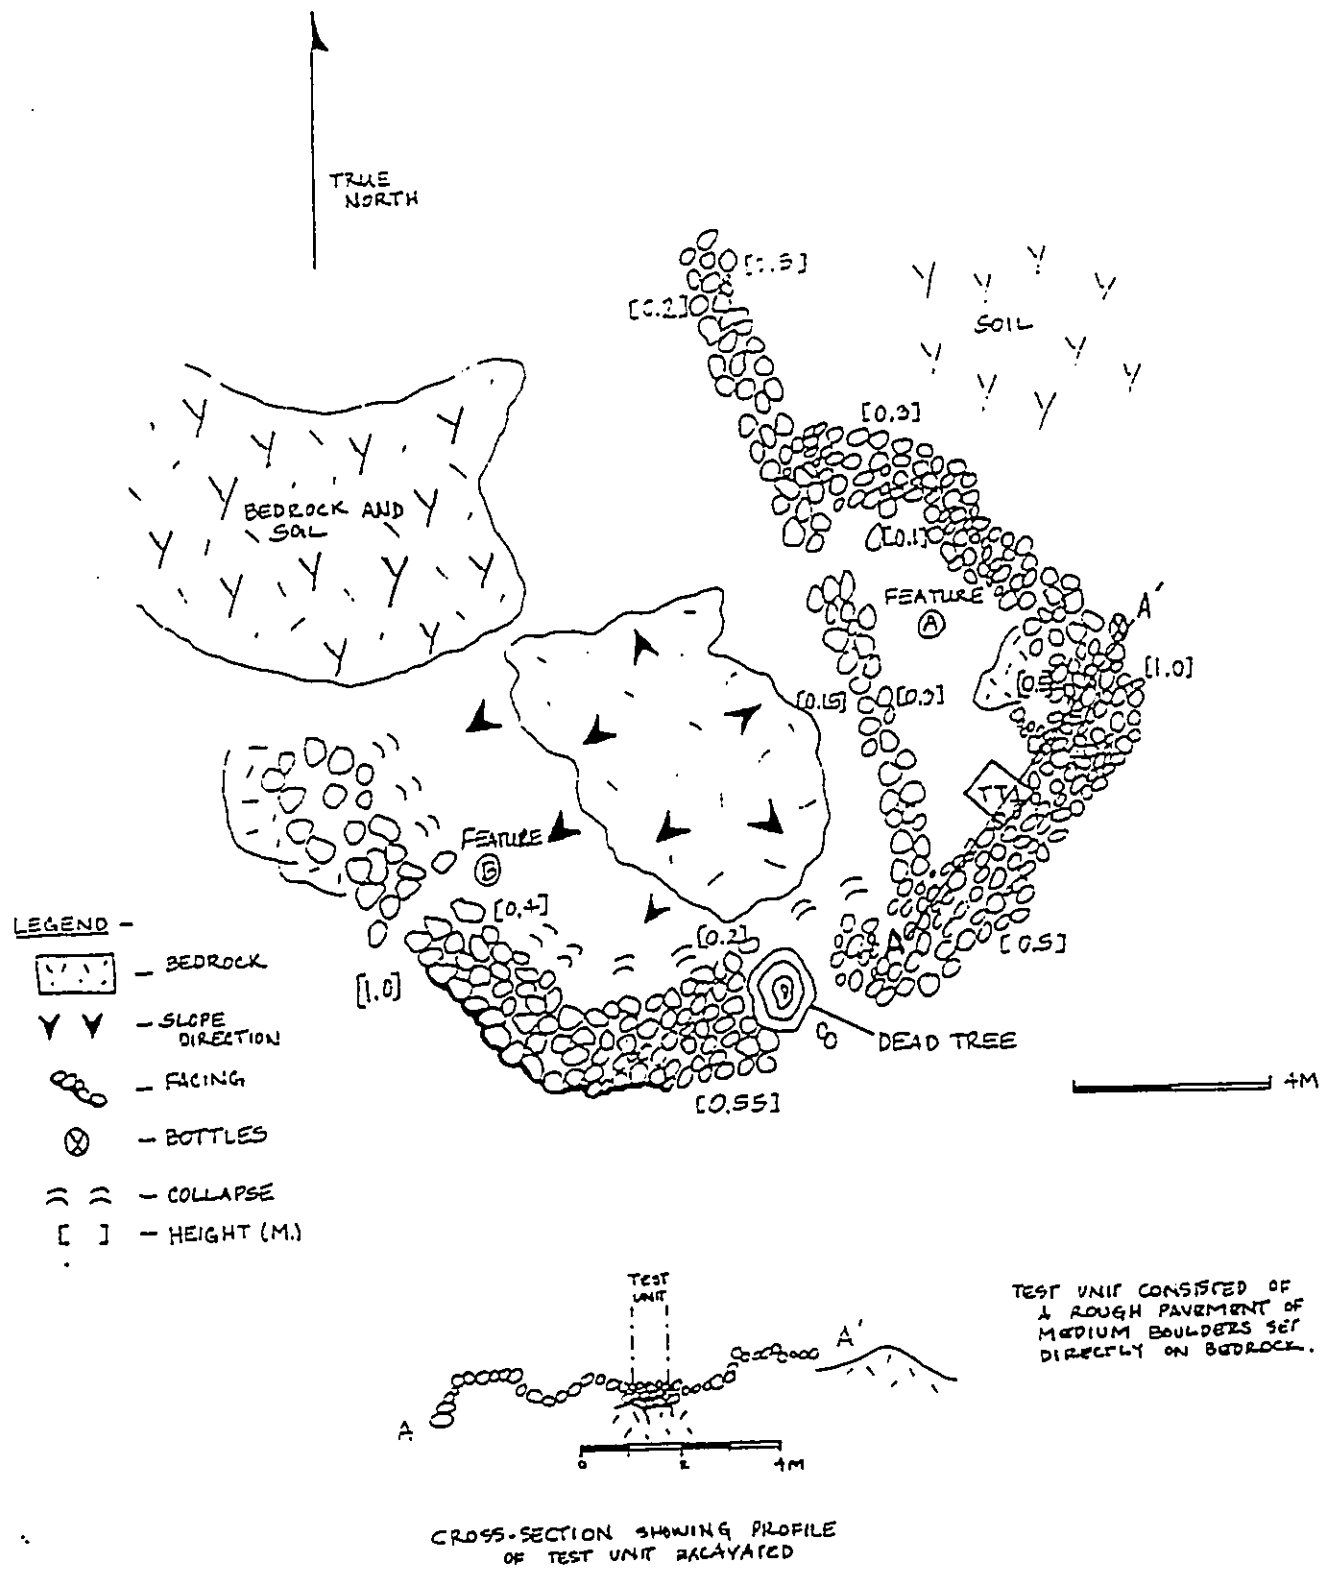 TRUE
NORTH
[0.2]
SOIL
[0.3]
BEDROCK AND
SOIL
[0.1]
FEATURE
A
A'
[1.0]
[0.15]
[0.3]
FEATURE
B
[0.4]
[0.2]
A
[0.5]
[1.0]
DEAD TREE
[0.55]
4M
LEGEND -
- BEDROCK
- SLOPE
DIRECTION
- FACING
- BOTTLES
- COLLAPSE
[ ] - HEIGHT (M.)
TEST
UNIT
A
A'
0 2 4M
TEST UNIT CONSISTED OF
A ROUGH PAVEMENT OF
MEDIUM BOULDERS SET
DIRECTLY ON BEDROCK.
CROSS-SECTION SHOWING PROFILE
OF TEST UNIT EXCAVATED